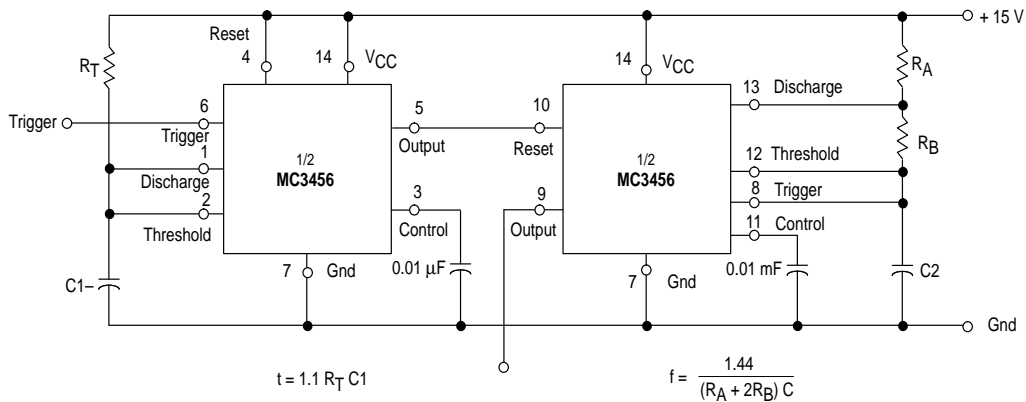 + 15 V
Reset
4
14
VCC
RT
14
VCC
RA
13
Discharge
Trigger
6
Trigger
5
Output
10
Reset
RB
1
Discharge
1/2
MC3456
1/2
MC3456
12
Threshold
2
Threshold
3
Control
9
Output
8
Trigger
11
Control
7
Gnd
0.01 µF
7
Gnd
0.01 mF
C1–
C2
Gnd
t = 1.1 RT C1
f = 1.44
(RA + 2RB) C